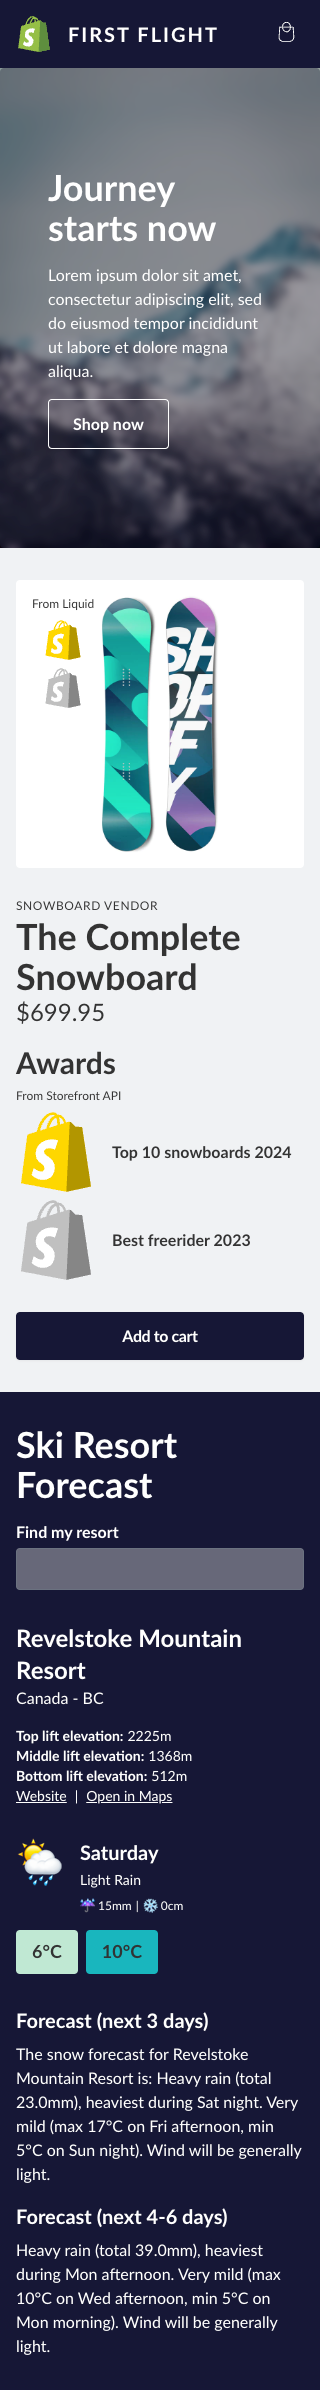 FIRST FLIGHT
Journey
starts now
Lorem ipsum dolor sit amet,
consectetur adipiscing elit, sed
do eiusmod tempor incididunt
ut labore et dolore magna
aliqua.
Shop now
From Liquid
S
S
SH
OP
IF
Y
SNOWBOARD VENDOR
The Complete
Snowboard
$699.95
Awards
From Storefront API
S
Top 10 snowboards 2024
S
Best freerider 2023
Add to cart
Ski Resort
Forecast
Find my resort
Revelstoke Mountain
Resort
Canada - BC
Top lift elevation: 2225m
Middle lift elevation: 1368m
Bottom lift elevation: 512m
Website | Open in Maps
Saturday
Light Rain
☔15mm | ❄️0cm
6°C 10°C
Forecast (next 3 days)
The snow forecast for Revelstoke
Mountain Resort is: Heavy rain (total
23.0mm), heaviest during Sat night. Very
mild (max 17°C on Fri afternoon, min
5°C on Sun night). Wind will be generally
light.
Forecast (next 4-6 days)
Heavy rain (total 39.0mm), heaviest
during Mon afternoon. Very mild (max
10°C on Wed afternoon, min 5°C on
Mon morning). Wind will be generally
light.